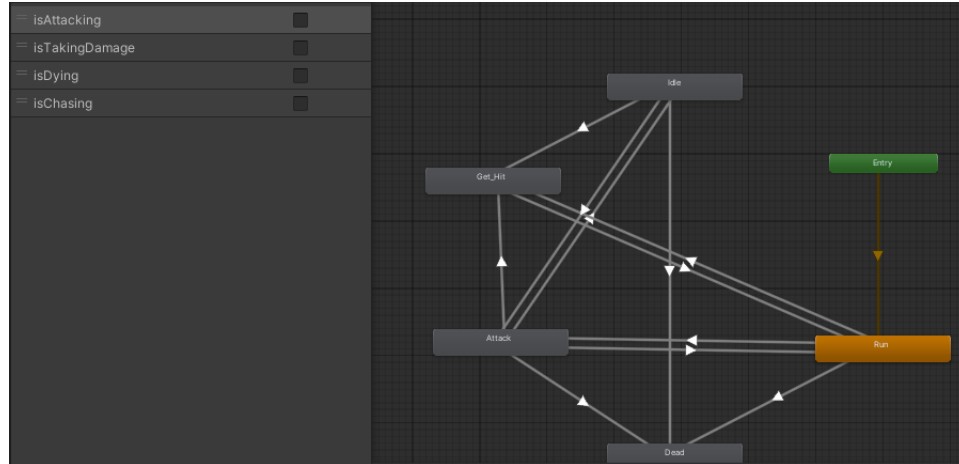 isAttacking
isTakingDamage
isDying
isChasing
Idle
Entry
Get_Hit
Attack
Run
Dead